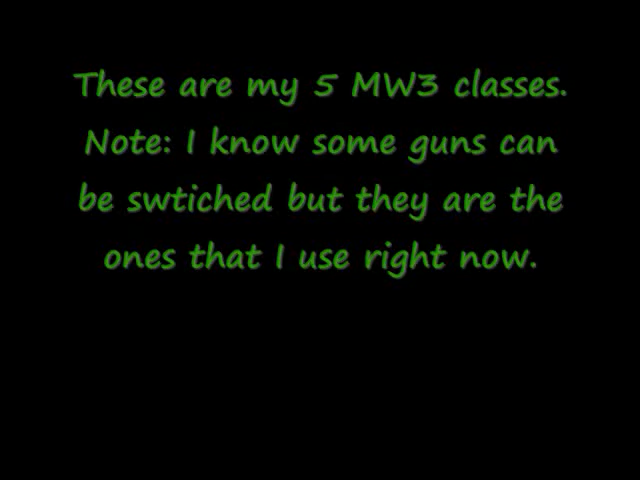 These are my 5 MW3 classes.
Note: I know some guns can
be swtiched but they are the
ones that I use right now.